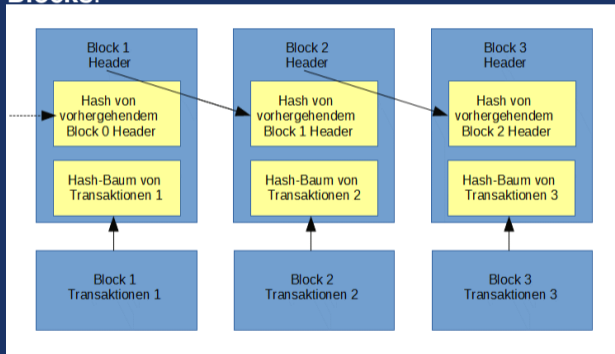 Block 1
Header
Hash von
vorhergehendem
Block 0 Header
Hash-Baum von
Transaktionen 1
Block 1
Transaktionen 1
Block 2
Header
Hash von
vorhergehendem
Block 1 Header
Hash-Baum von
Transaktionen 2
Block 2
Transaktionen 2
Block 3
Header
Hash von
vorhergehendem
Block 2 Header
Hash-Baum von
Transaktionen 3
Block 3
Transaktionen 3